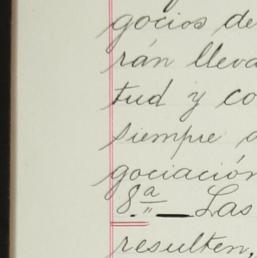 gocios de
rán lleva
tud y co
siempre a
gociación
8.ª — Las
resulten,